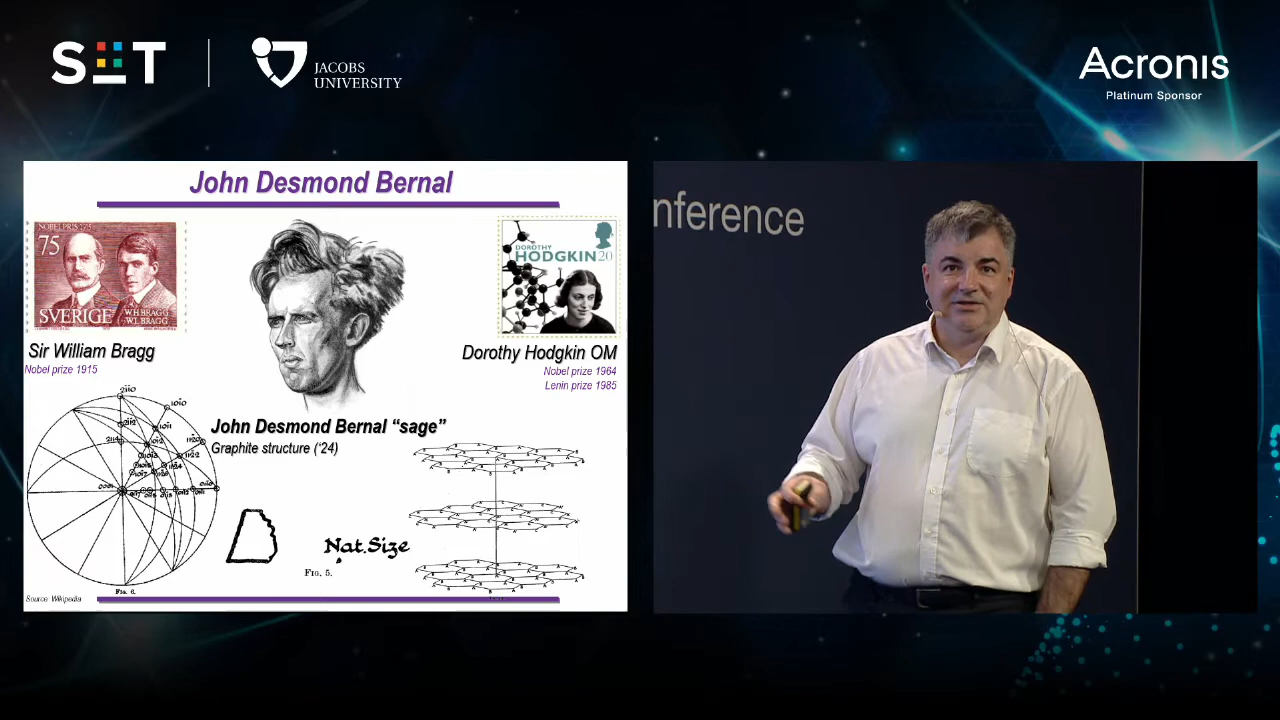 SET
JACOBS
UNIVERSITY
Acronis
Platinum Sponsor
John Desmond Bernal
NOBELPRIS 1915
75
SVERIGE
W.H.BRAGG
W.L.BRAGG
DOROTHY
HODGKIN 20
Sir William Bragg
Nobel prize 1915
Dorothy Hodgkin OM
Nobel prize 1964
Lenin prize 1985
John Desmond Bernal “sage”
Graphite structure (‘24)
Nat. Size
FIG. 5.
FIG. 6.
Source Wikipedia
nference